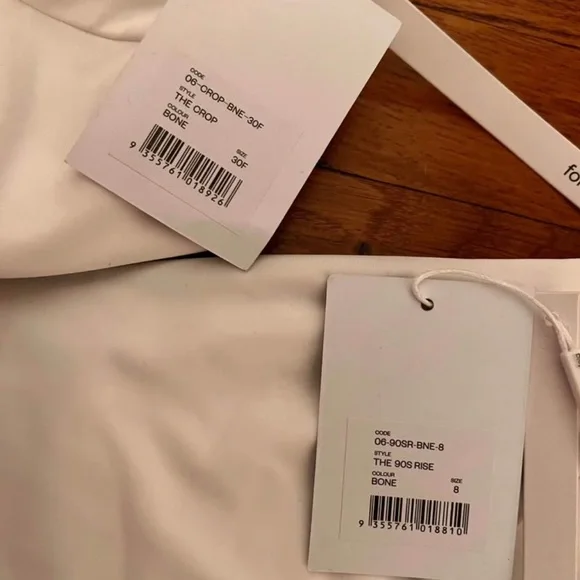 CODE
06-CROP-BNE-30F
STYLE
THE CROP
COLOUR
BONE
SIZE
30F
9 355761 018926
fo
CODE
06-90SR-BNE-8
STYLE
THE 90S RISE
COLOUR
BONE
SIZE
8
9 355761 018810